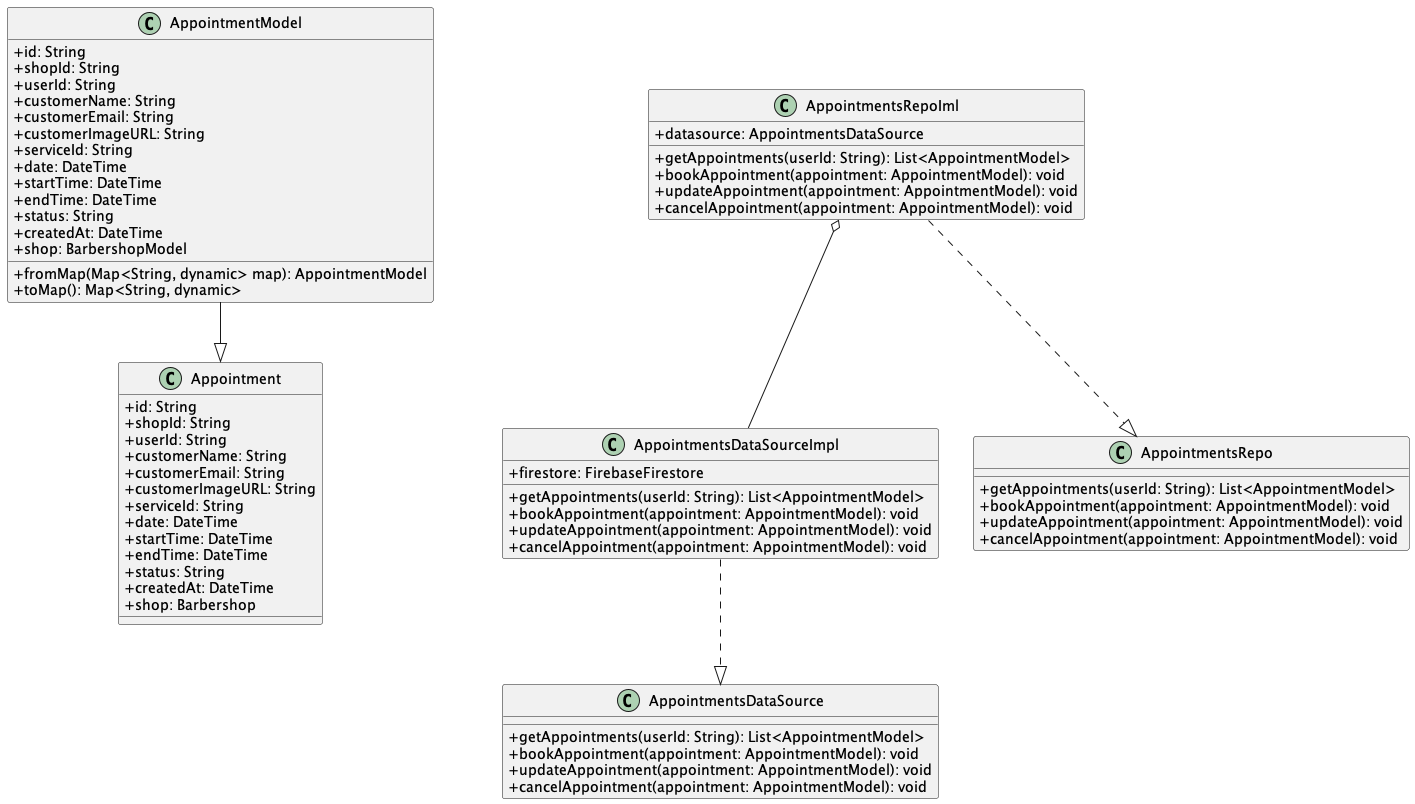 C AppointmentModel
+id: String
+shopId: String
+userId: String
+customerName: String
+customerEmail: String
+customerImageURL: String
+serviceId: String
+date: DateTime
+startTime: DateTime
+endTime: DateTime
+status: String
+createdAt: DateTime
+shop: BarbershopModel
+fromMap(Map<String, dynamic> map): AppointmentModel
+toMap(): Map<String, dynamic>
C Appointment
+id: String
+shopId: String
+userId: String
+customerName: String
+customerEmail: String
+customerImageURL: String
+serviceId: String
+date: DateTime
+startTime: DateTime
+endTime: DateTime
+status: String
+createdAt: DateTime
+shop: Barbershop
C AppointmentsRepoIml
+datasource: AppointmentsDataSource
+getAppointments(userId: String): List<AppointmentModel>
+bookAppointment(appointment: AppointmentModel): void
+updateAppointment(appointment: AppointmentModel): void
+cancelAppointment(appointment: AppointmentModel): void
C AppointmentsDataSourceImpl
+firestore: FirebaseFirestore
+getAppointments(userId: String): List<AppointmentModel>
+bookAppointment(appointment: AppointmentModel): void
+updateAppointment(appointment: AppointmentModel): void
+cancelAppointment(appointment: AppointmentModel): void
C AppointmentsRepo
+getAppointments(userId: String): List<AppointmentModel>
+bookAppointment(appointment: AppointmentModel): void
+updateAppointment(appointment: AppointmentModel): void
+cancelAppointment(appointment: AppointmentModel): void
C AppointmentsDataSource
+getAppointments(userId: String): List<AppointmentModel>
+bookAppointment(appointment: AppointmentModel): void
+updateAppointment(appointment: AppointmentModel): void
+cancelAppointment(appointment: AppointmentModel): void